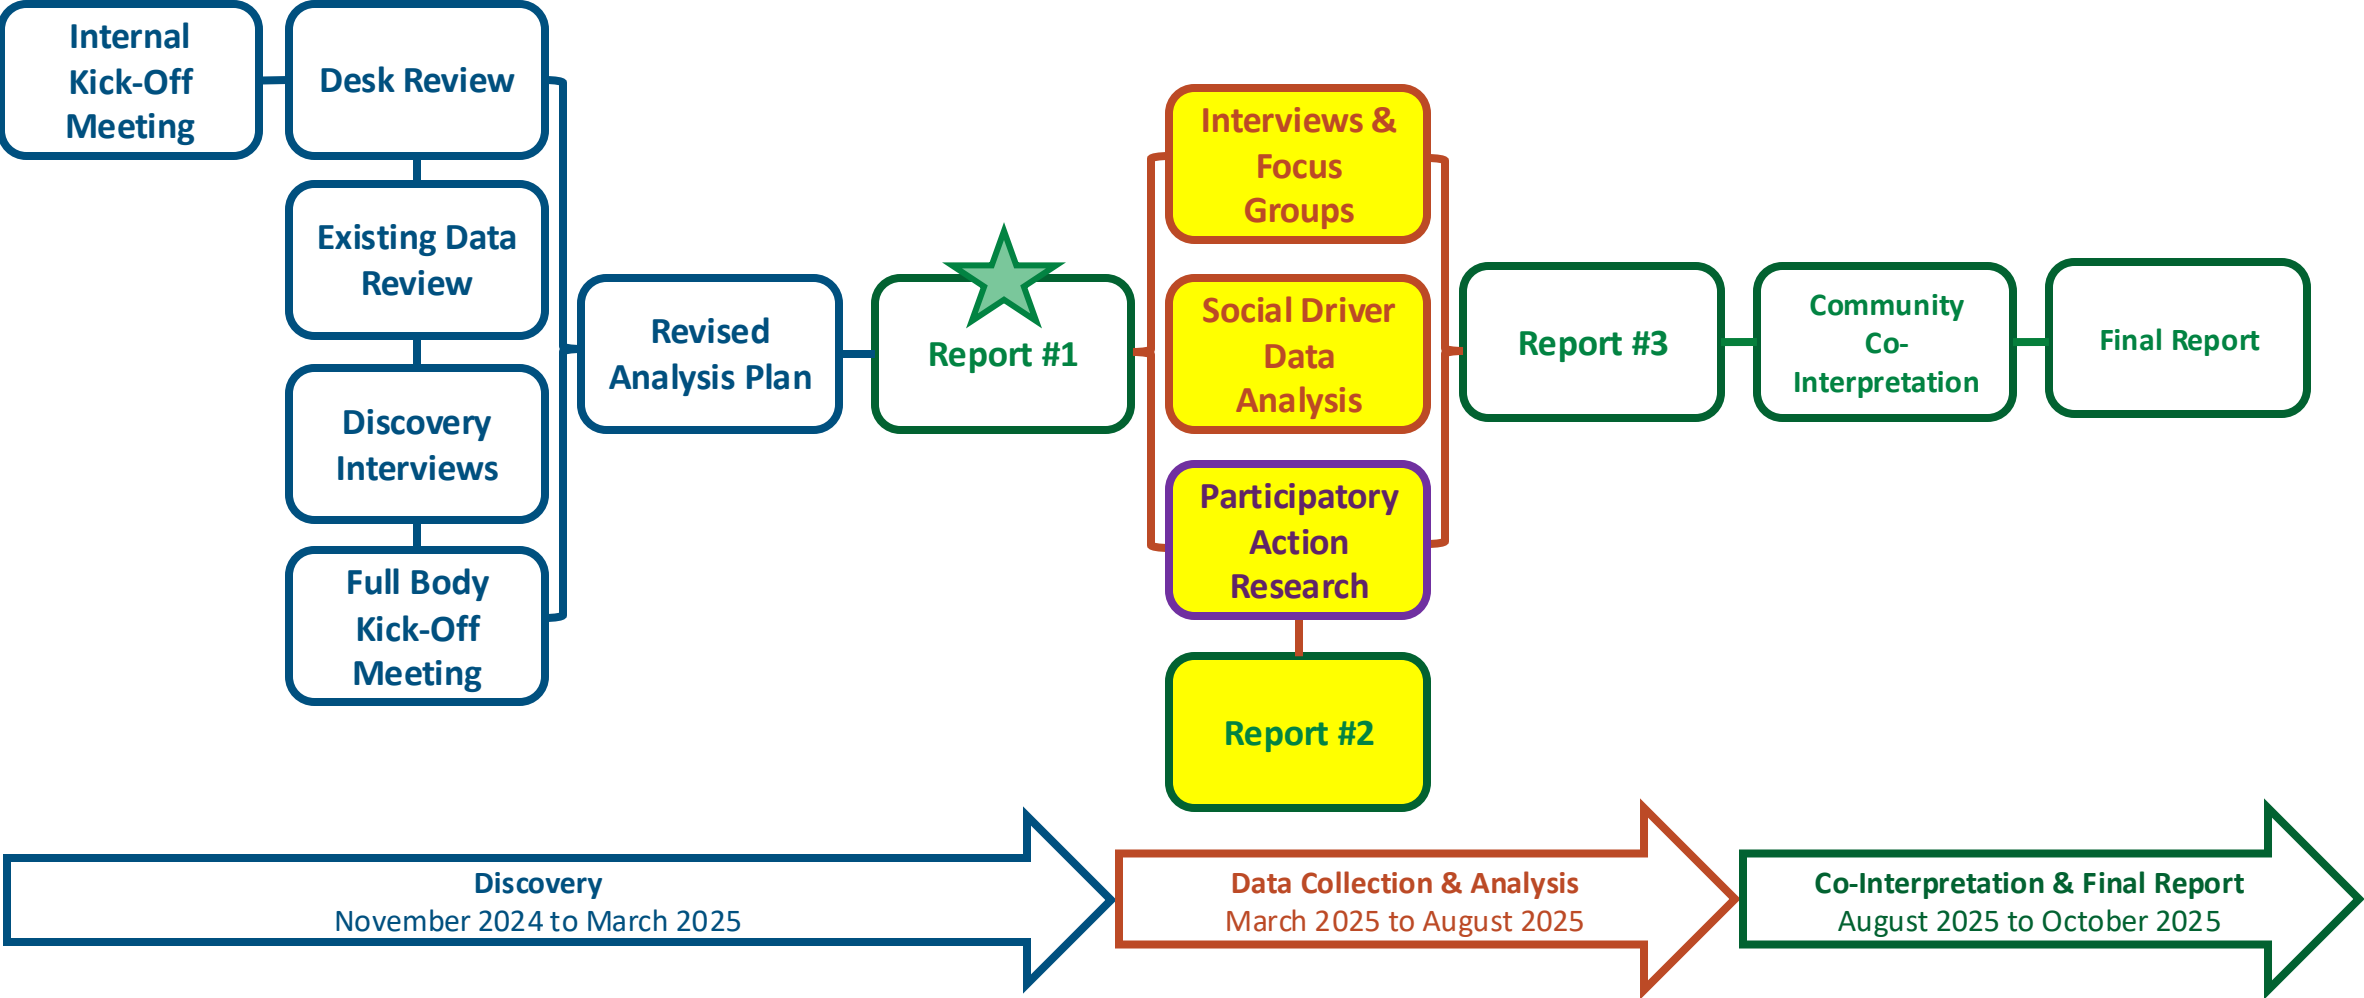 Internal
Kick-Off
Meeting
Desk Review
Existing Data
Review
Discovery
Interviews
Full Body
Kick-Off
Meeting
Revised
Analysis Plan
Report #1
Interviews &
Focus
Groups
Social Driver
Data
Analysis
Participatory
Action
Research
Report #2
Report #3
Community
Co-
Interpretation
Final Report
Discovery
November 2024 to March 2025
Data Collection & Analysis
March 2025 to August 2025
Co-Interpretation & Final Report
August 2025 to October 2025